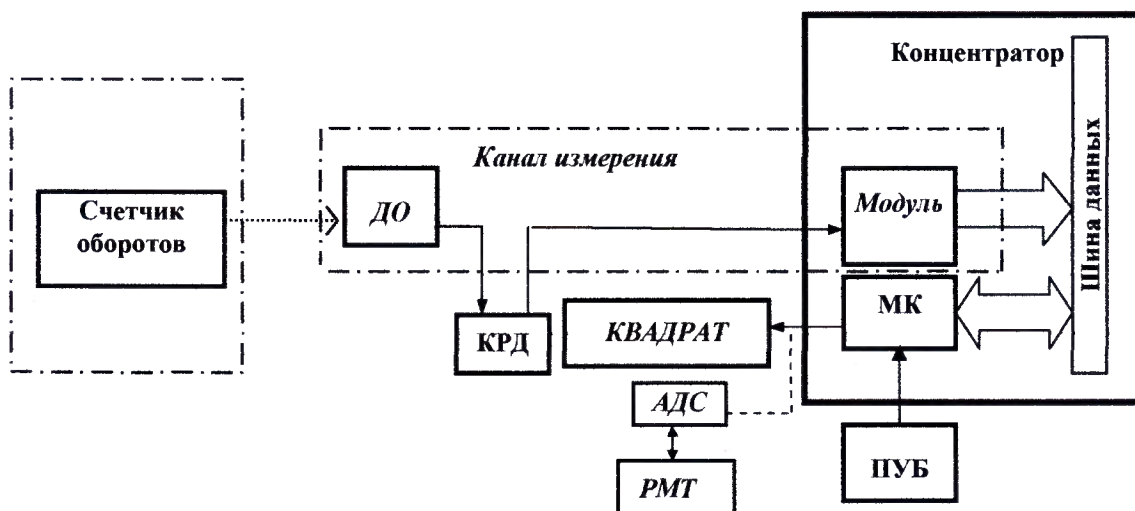 Концентратор
Канал измерения
Счетчик
оборотов
ДО
Модуль
Шина данных
КРД
КВАДРАТ
МК
АДС
РМТ
ПУБ